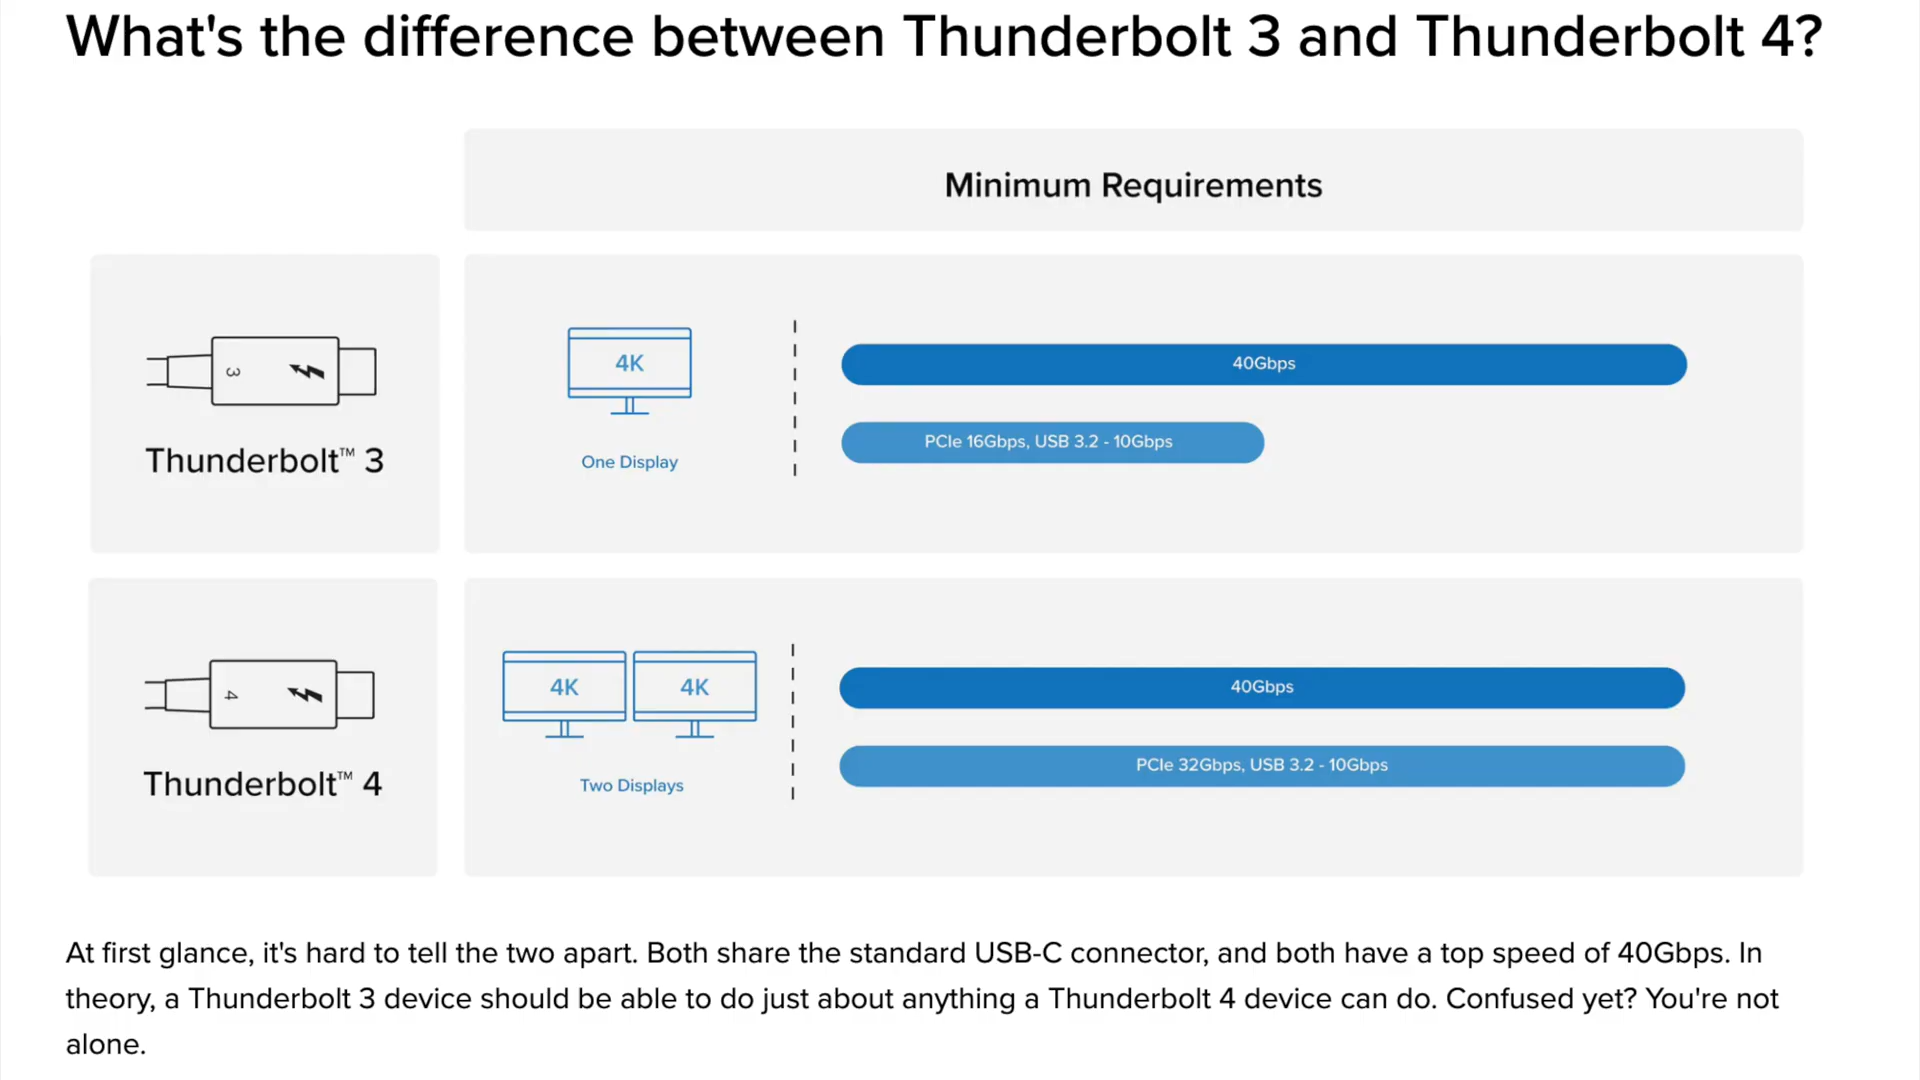 What's the difference between Thunderbolt 3 and Thunderbolt 4?
Minimum Requirements
3
Thunderbolt™ 3
4K
One Display
40Gbps
PCIe 16Gbps, USB 3.2 - 10Gbps
4
Thunderbolt™ 4
4K 4K
Two Displays
40Gbps
PCIe 32Gbps, USB 3.2 - 10Gbps
At first glance, it's hard to tell the two apart. Both share the standard USB-C connector, and both have a top speed of 40Gbps. In
theory, a Thunderbolt 3 device should be able to do just about anything a Thunderbolt 4 device can do. Confused yet? You're not
alone.